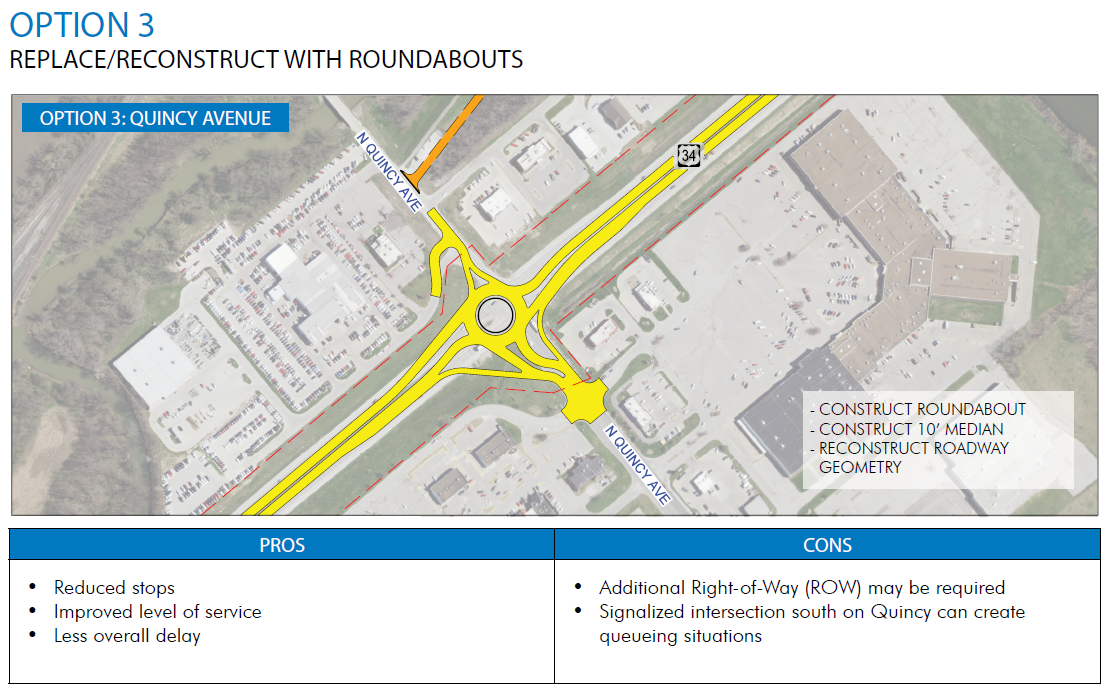 OPTION 3
REPLACE/RECONSTRUCT WITH ROUNDABOUTS
OPTION 3: QUINCY AVENUE
N QUINCY AVE
34
N QUINCY AVE
- CONSTRUCT ROUNDABOUT
- CONSTRUCT 10' MEDIAN
- RECONSTRUCT ROADWAY
GEOMETRY
PROS
• Reduced stops
• Improved level of service
• Less overall delay
CONS
• Additional Right-of-Way (ROW) may be required
• Signalized intersection south on Quincy can create
queueing situations